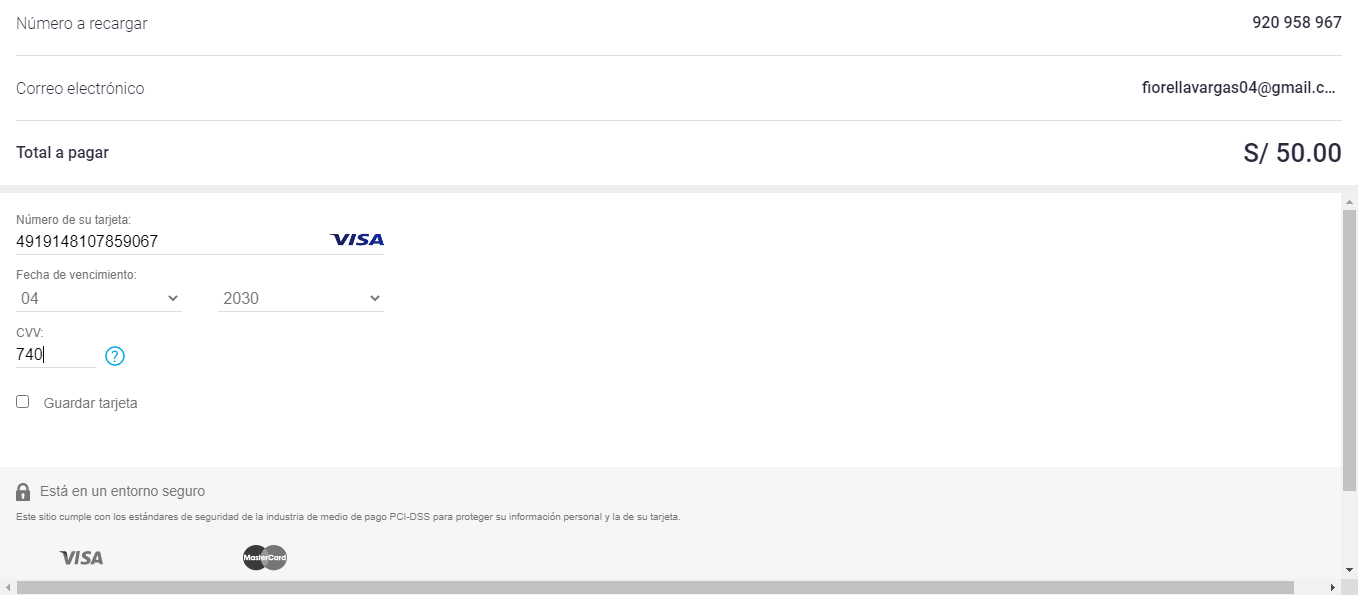 Número a recargar 920 958 967
Correo electrónico fiorellavargas04@gmail.c...
Total a pagar S/ 50.00
Número de su tarjeta:
4919148107859067 VISA
Fecha de vencimiento:
04 2030
CVV:
740 ?
Guardar tarjeta
Está en un entorno seguro
Este sitio cumple con los estándares de seguridad de la industria de medio de pago PCI-DSS para proteger su información personal y la de su tarjeta.
VISA MasterCard